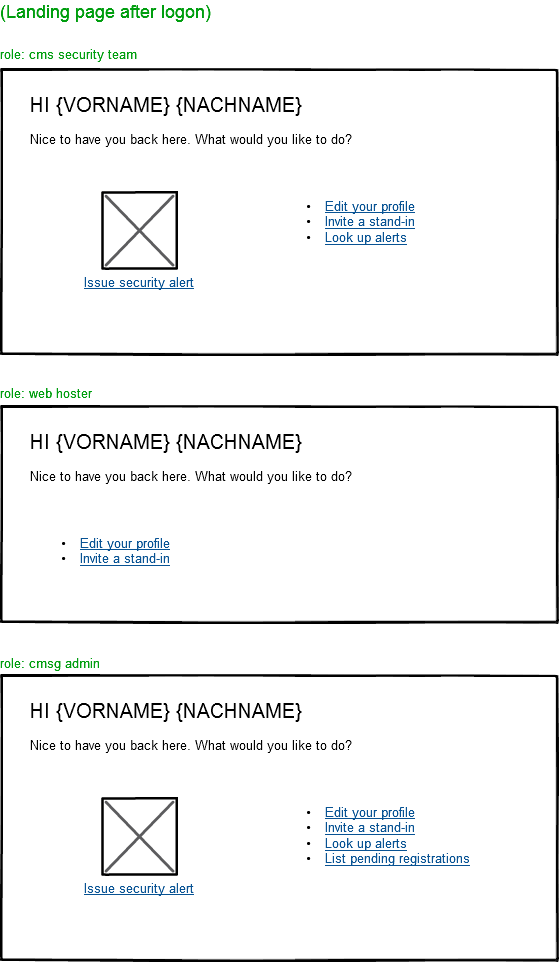 (Landing page after logon)
role: cms security team
HI {VORNAME} {NACHNAME}
Nice to have you back here. What would you like to do?
• Edit your profile
• Invite a stand-in
• Look up alerts
Issue security alert
role: web hoster
HI {VORNAME} {NACHNAME}
Nice to have you back here. What would you like to do?
• Edit your profile
• Invite a stand-in
role: cmsg admin
HI {VORNAME} {NACHNAME}
Nice to have you back here. What would you like to do?
• Edit your profile
• Invite a stand-in
• Look up alerts
• List pending registrations
Issue security alert